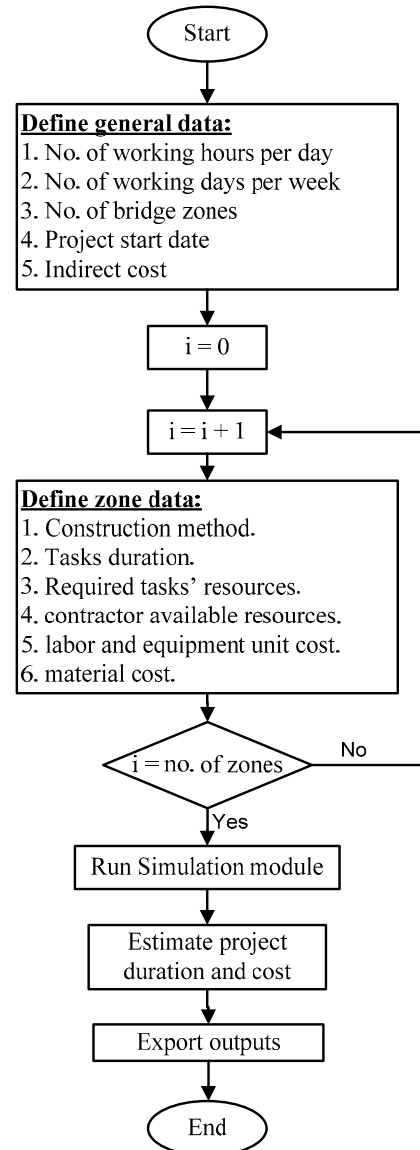 Start
Define general data:
1. No. of working hours per day
2. No. of working days per week
3. No. of bridge zones
4. Project start date
5. Indirect cost
i = 0
i = i + 1
Define zone data:
1. Construction method.
2. Tasks duration.
3. Required tasks’ resources.
4. contractor available resources.
5. labor and equipment unit cost.
6. material cost.
i = no. of zones
No
Yes
Run Simulation module
Estimate project
duration and cost
Export outputs
End